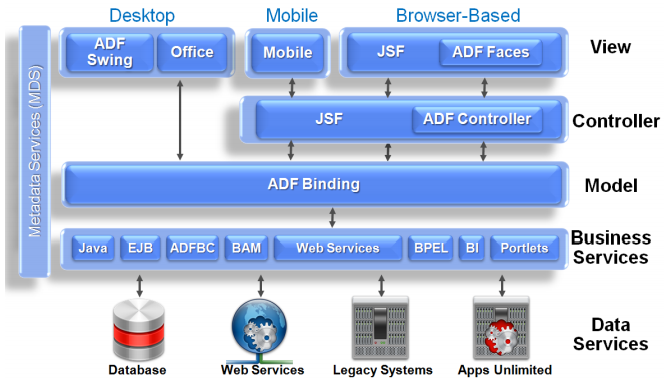 Desktop Mobile Browser-Based
ADF Swing Office Mobile JSF ADF Faces View
JSF ADF Controller Controller
Metadata Services (MDS)
ADF Binding Model
Java EJB ADFBC BAM Web Services BPEL BI Portlets Business Services
Database Web Services Legacy Systems Apps Unlimited Data Services